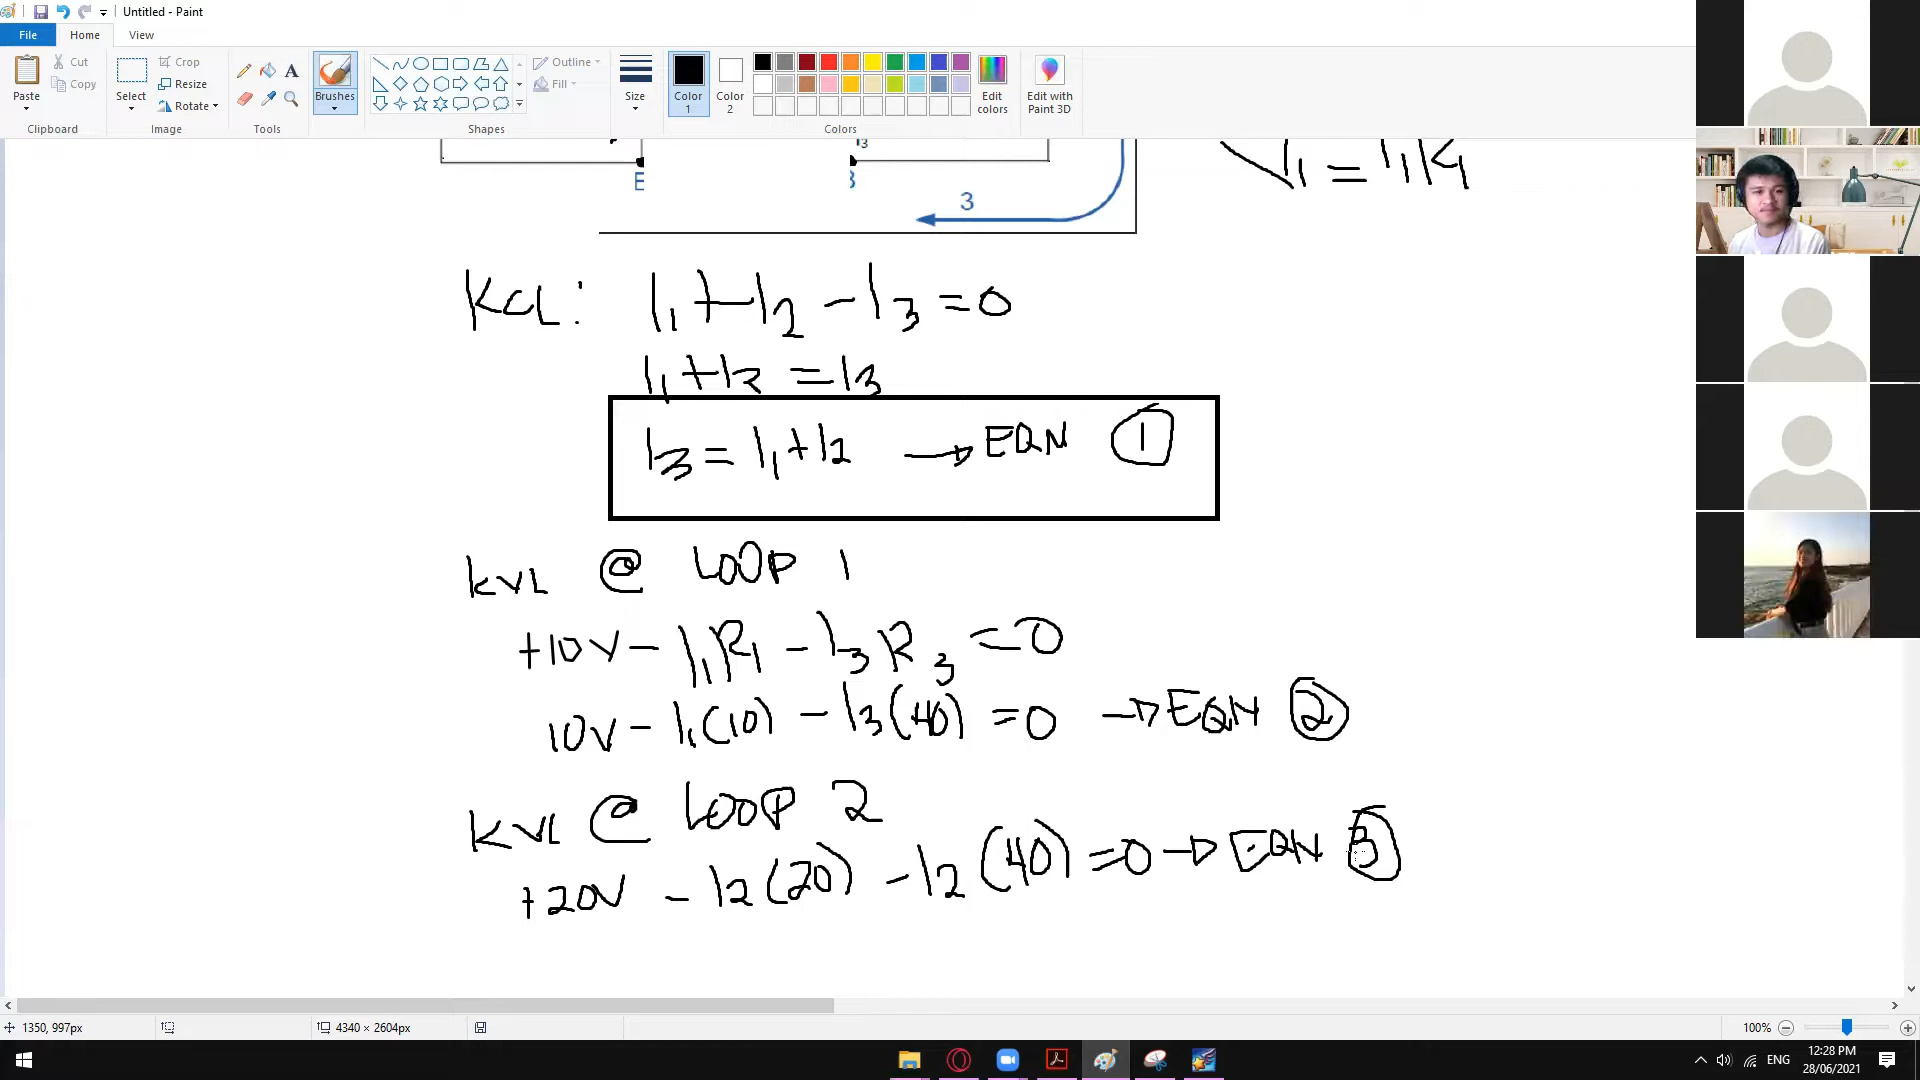 Untitled - Paint
File Home View
Paste Cut Copy Clipboard
Select Crop Resize Rotate Image
Tools
Brushes
Outline Fill Shapes
Size
Color 1 Color 2 Edit colors Colors
Edit with Paint 3D
E
3
I3
3
V1 = I1R1
KCL: I1 + I2 - I3 = 0
I1 + I2 = I3
I3 = I1 + I2 → EQN 1
KVL @ LOOP 1
+10V - I1R1 - I3R3 = 0
10V - I1(10) - I3(40) = 0 → EQN 2
KVL @ LOOP 2
+20V - I2(20) - I2(40) = 0 → EQN 3
1350, 997px
4340 × 2604px
100%
ENG
12:28 PM
28/06/2021